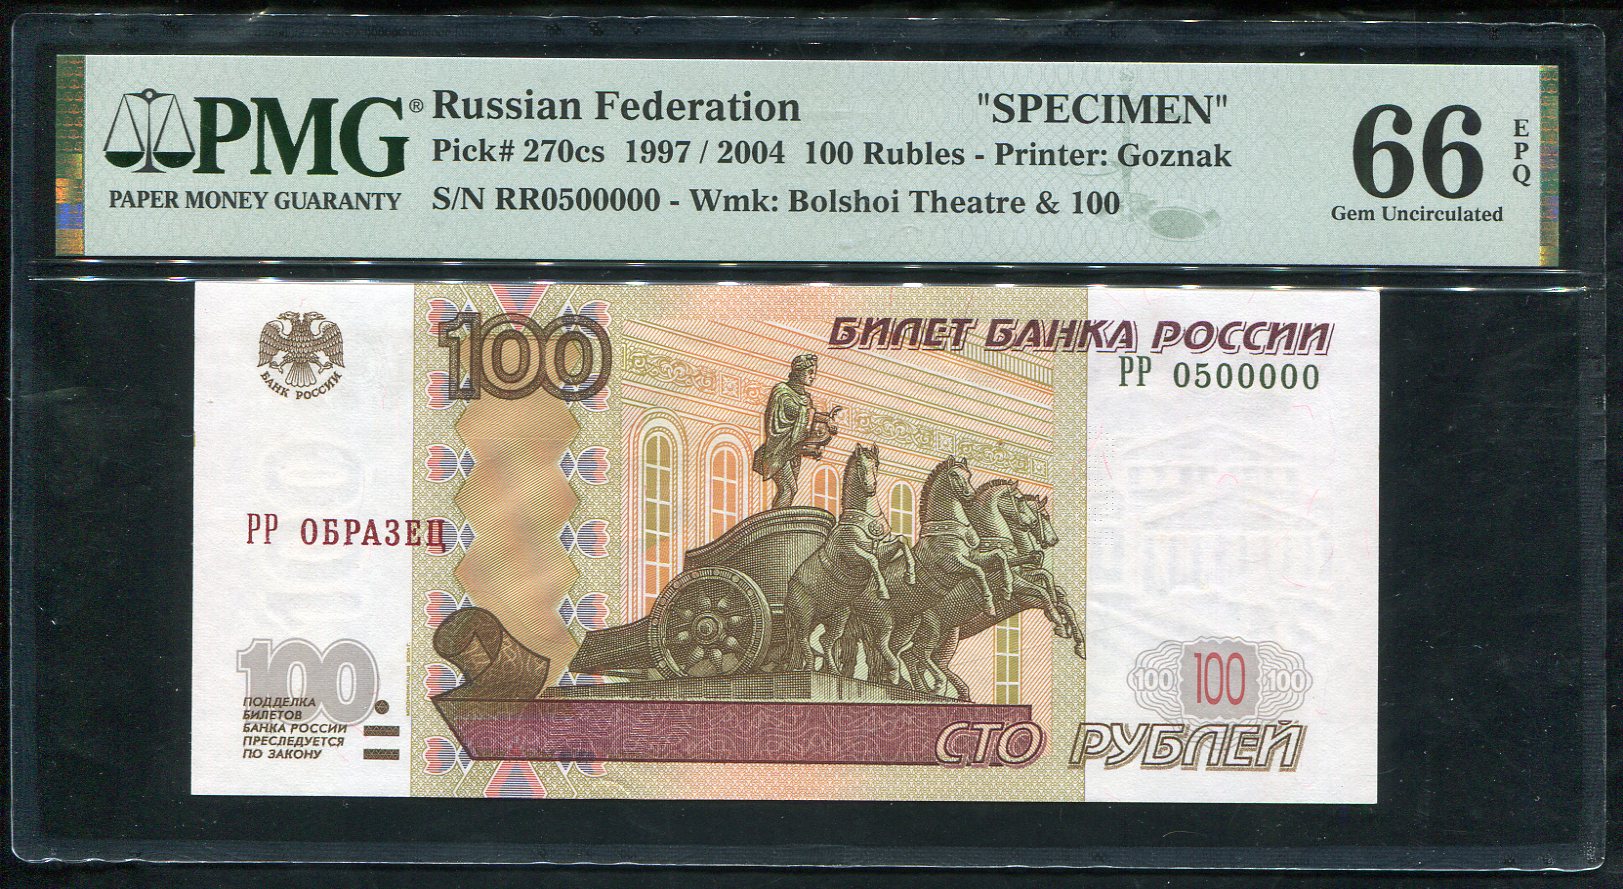 PMG®
PAPER MONEY GUARANTY
Russian Federation "SPECIMEN"
Pick# 270cs 1997 / 2004 100 Rubles - Printer: Goznak
S/N RR0500000 - Wmk: Bolshoi Theatre & 100
66
EPQ
Gem Uncirculated
БАНК РОССИИ
100
БИЛЕТ БАНКА РОССИИ
РР 0500000
РР ОБРАЗЕЦ
100
ПОДДЕЛКА
БИЛЕТОВ
БАНКА РОССИИ
ПРЕСЛЕДУЕТСЯ
ПО ЗАКОНУ
100 100 100
СТО РУБЛЕЙ